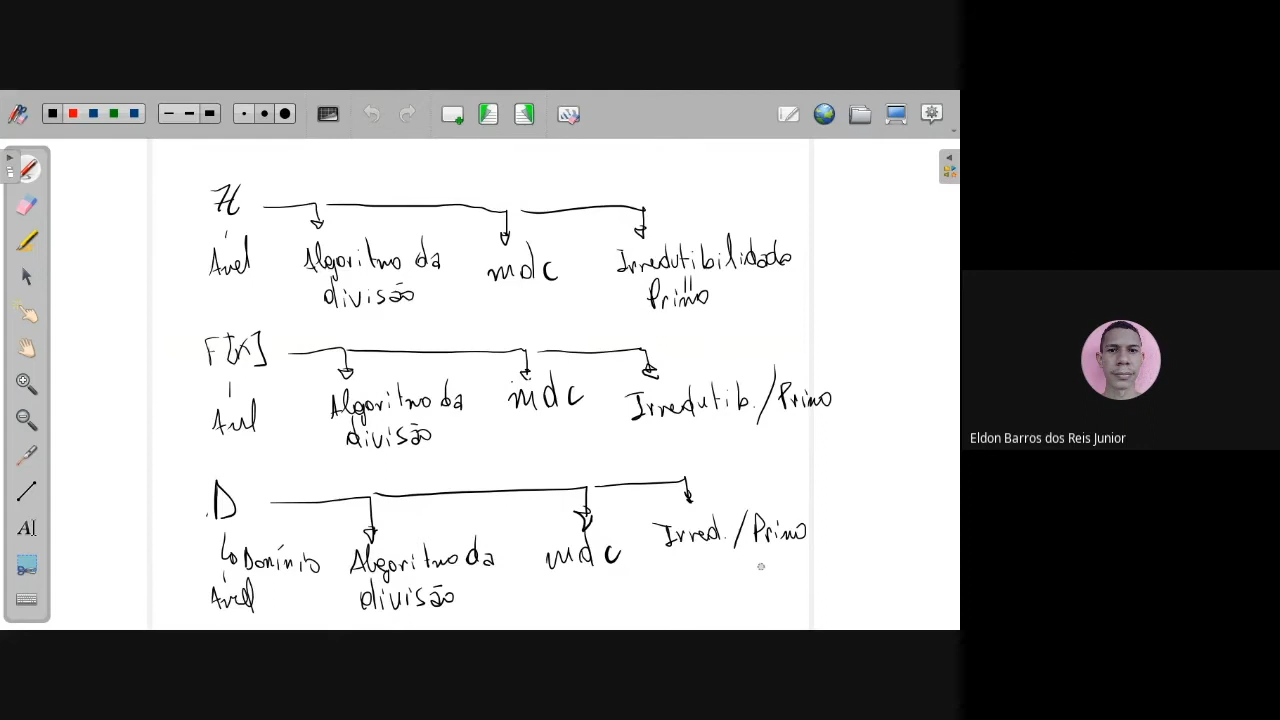 ℤ
Anel
Algoritmo da
divisão
mdc
Irredutibilidade
=
Primo
F[x]
Anel
Algoritmo da
divisão
mdc
Irredutib./Primo
D
↳ Domínio
Anel
Algoritmo da
divisão
mdc
Irred./Primo
Eldon Barros dos Reis Junior